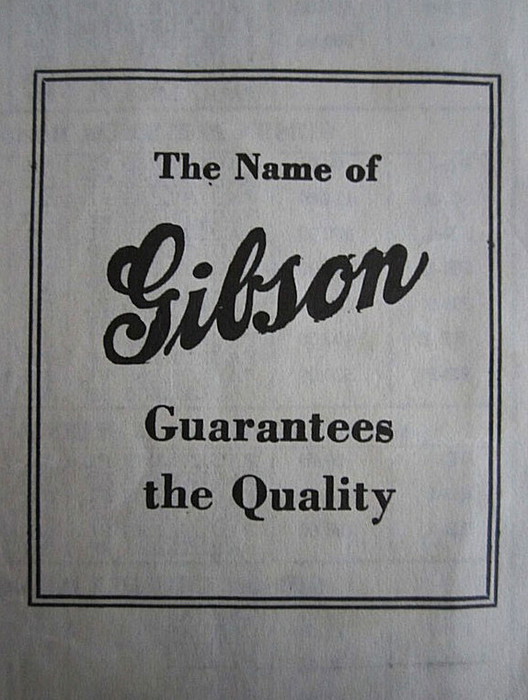 The Name of
Gibson
Guarantees
the Quality